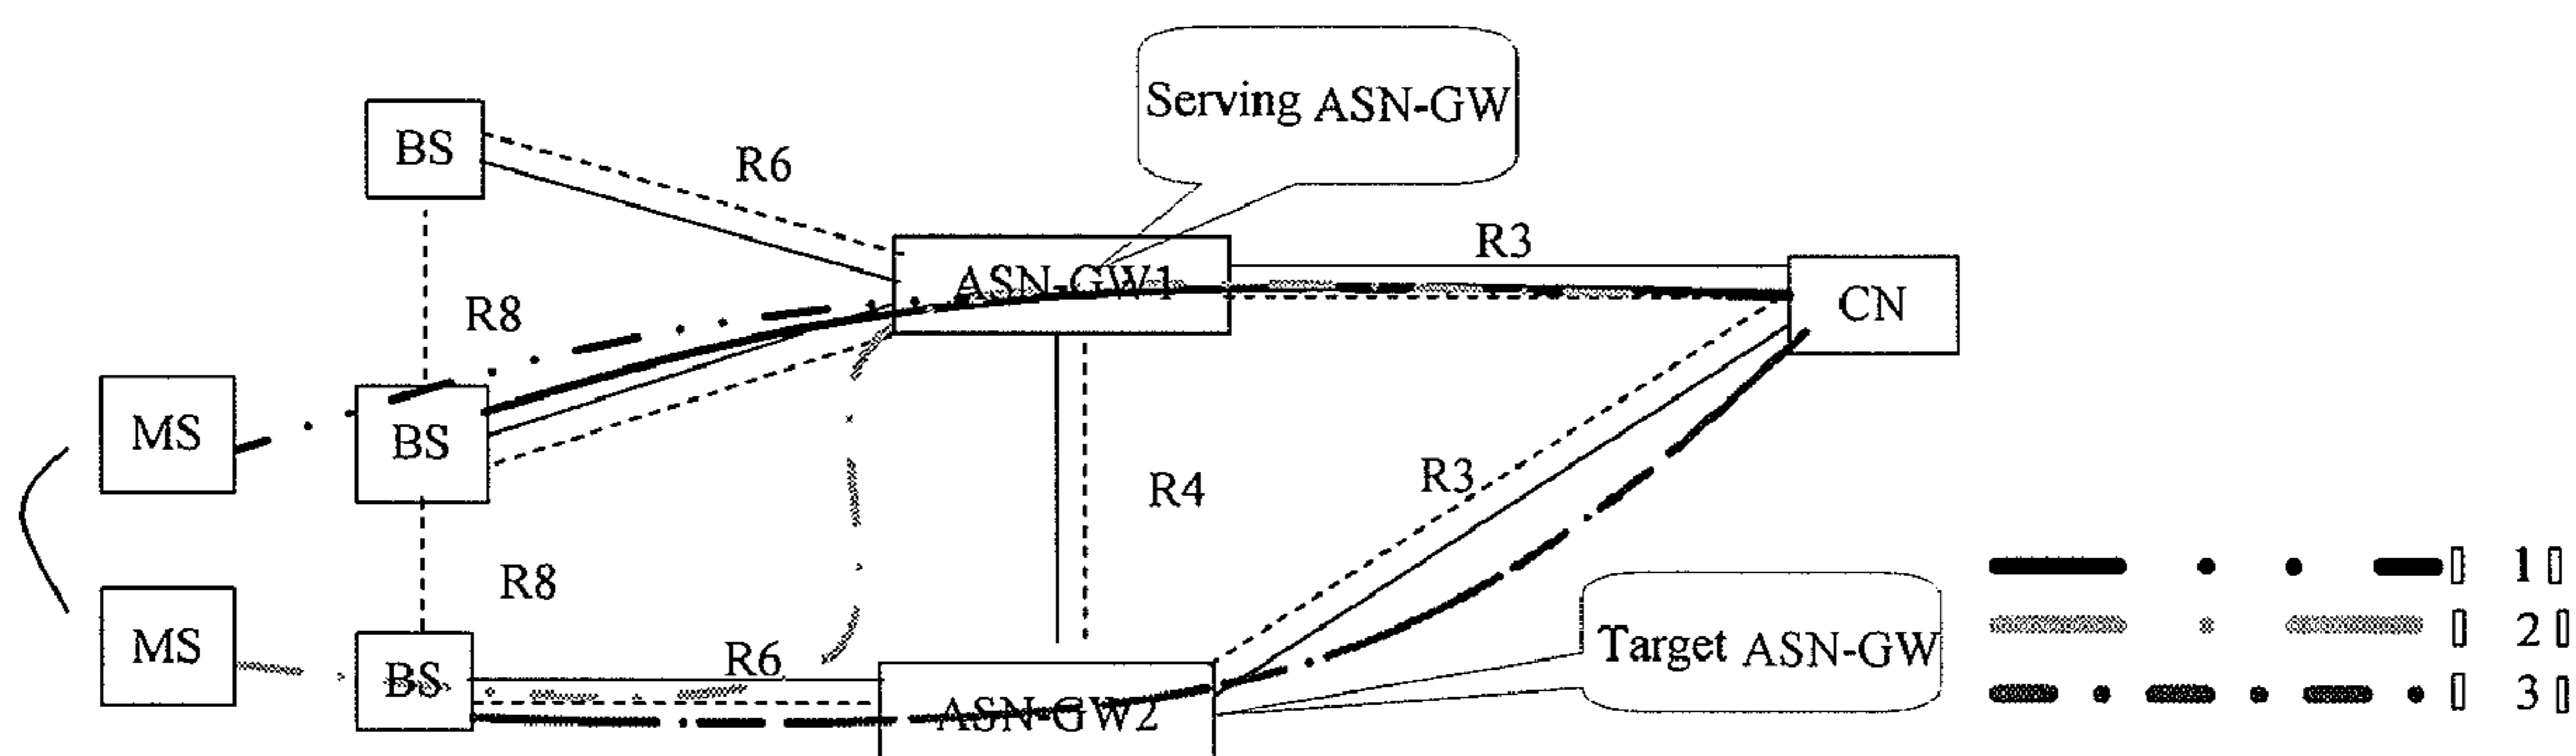 Serving ASN-GW
BS
R6
R3
ASN-GW1
CN
R8
MS
BS
R4
R3
R8
1
MS
BS
R6
Target ASN-GW
2
ASN-GW2
3